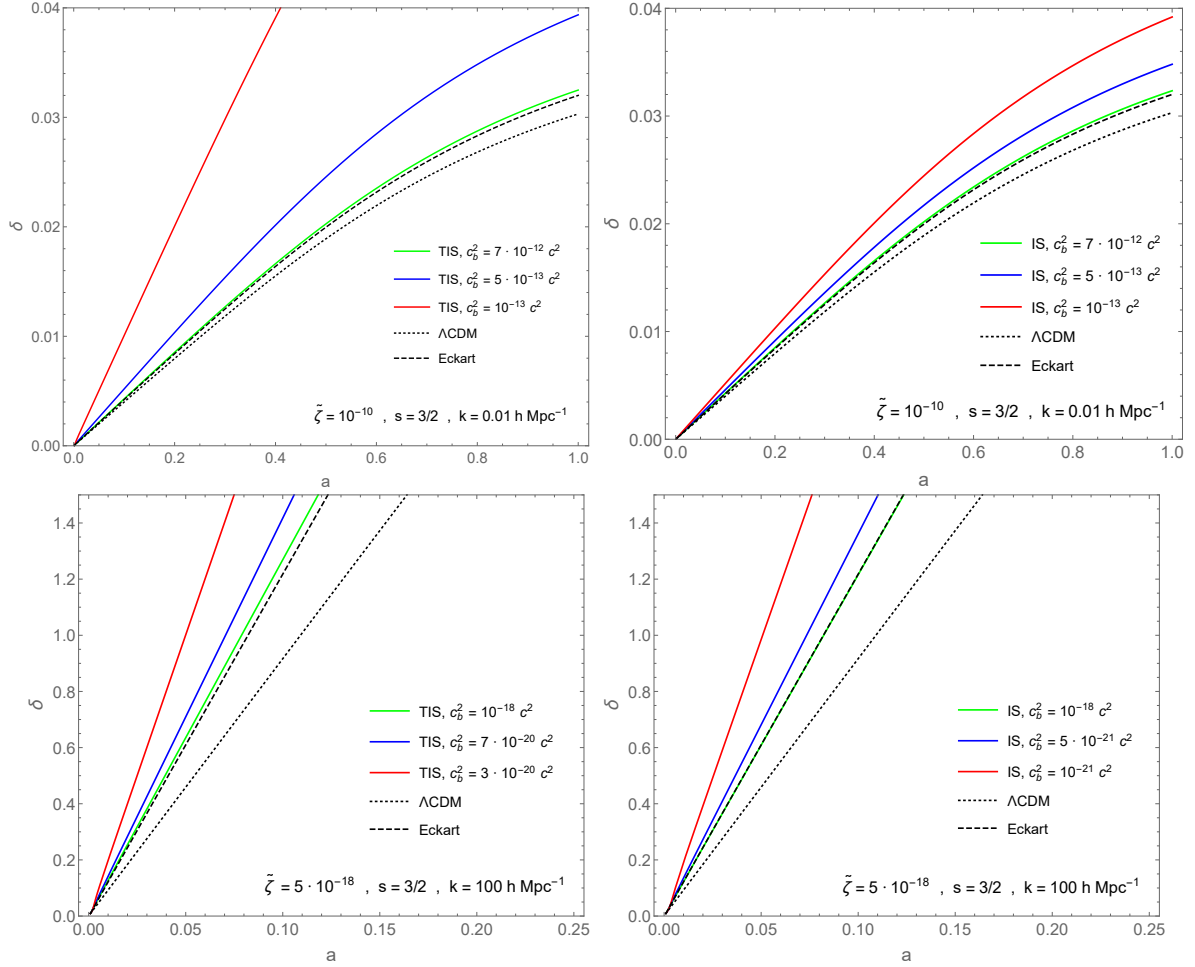 0.04
0.03
0.02
0.01
0.00
δ
TIS, c_b^2 = 7 · 10^−12 c^2
TIS, c_b^2 = 5 · 10^−13 c^2
TIS, c_b^2 = 10^−13 c^2
ΛCDM
Eckart
ζ̃ = 10^−10 , s = 3/2 , k = 0.01 h Mpc^−1
0.0 0.2 0.4 0.6 0.8 1.0
a
0.04
0.03
0.02
0.01
0.00
δ
IS, c_b^2 = 7 · 10^−12 c^2
IS, c_b^2 = 5 · 10^−13 c^2
IS, c_b^2 = 10^−13 c^2
ΛCDM
Eckart
ζ̃ = 10^−10 , s = 3/2 , k = 0.01 h Mpc^−1
0.0 0.2 0.4 0.6 0.8 1.0
a
1.4
1.2
1.0
0.8
0.6
0.4
0.2
0.0
δ
TIS, c_b^2 = 10^−18 c^2
TIS, c_b^2 = 7 · 10^−20 c^2
TIS, c_b^2 = 3 · 10^−20 c^2
ΛCDM
Eckart
ζ̃ = 5 · 10^−18 , s = 3/2 , k = 100 h Mpc^−1
0.00 0.05 0.10 0.15 0.20 0.25
a
1.4
1.2
1.0
0.8
0.6
0.4
0.2
0.0
δ
IS, c_b^2 = 10^−18 c^2
IS, c_b^2 = 5 · 10^−21 c^2
IS, c_b^2 = 10^−21 c^2
ΛCDM
Eckart
ζ̃ = 5 · 10^−18 , s = 3/2 , k = 100 h Mpc^−1
0.00 0.05 0.10 0.15 0.20 0.25
a